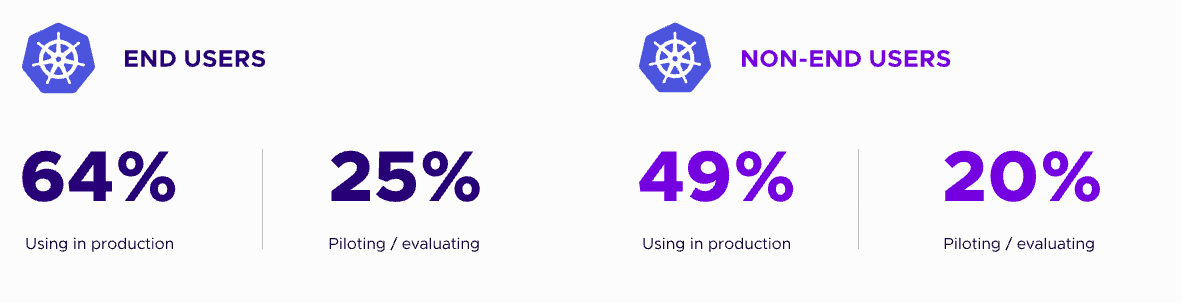 END USERS
NON-END USERS
64%
25%
49%
20%
Using in production
Piloting / evaluating
Using in production
Piloting / evaluating